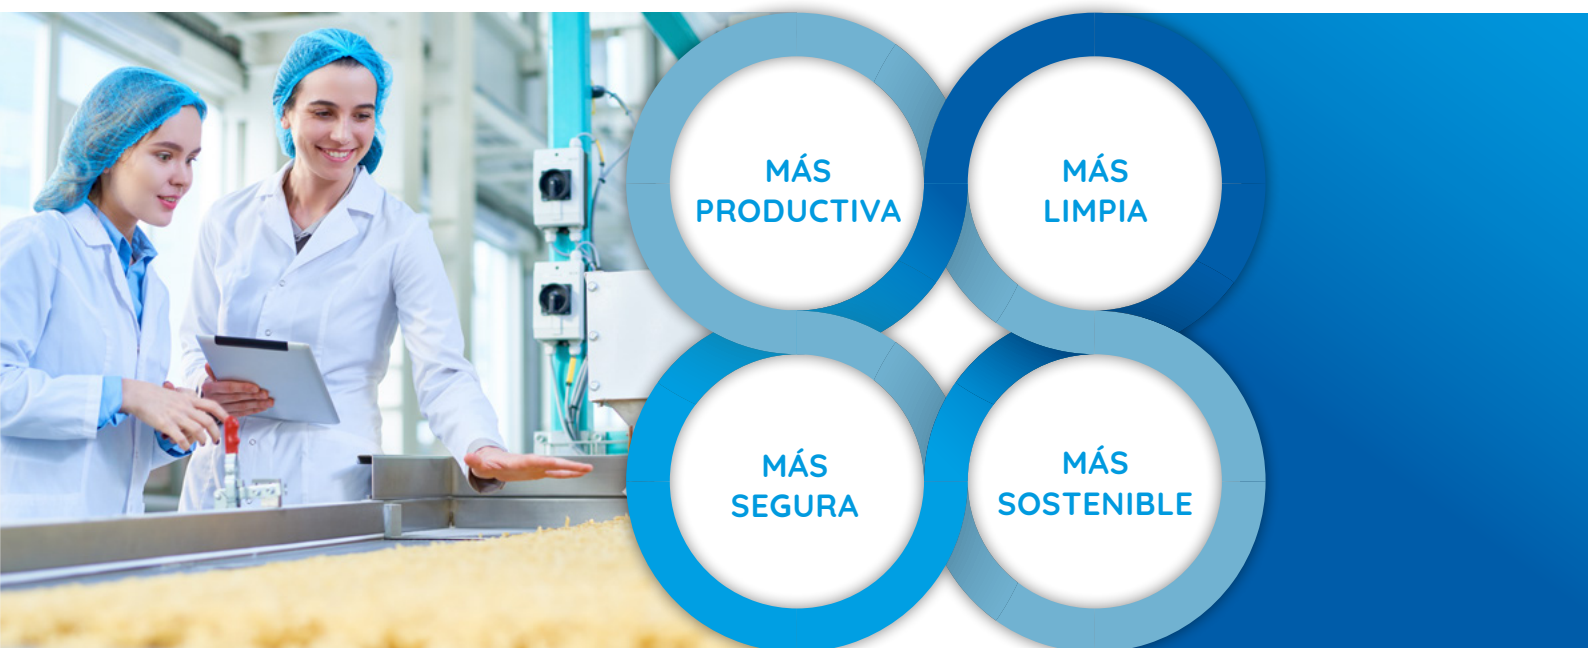 MÁS
PRODUCTIVA
MÁS
LIMPIA
MÁS
SEGURA
MÁS
SOSTENIBLE